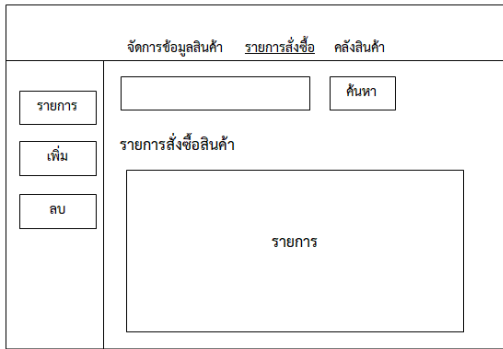 จัดการข้อมูลสินค้า รายการสั่งซื้อ คลังสินค้า
ค้นหา
รายการ
รายการสั่งซื้อสินค้า
เพิ่ม
ลบ
รายการ